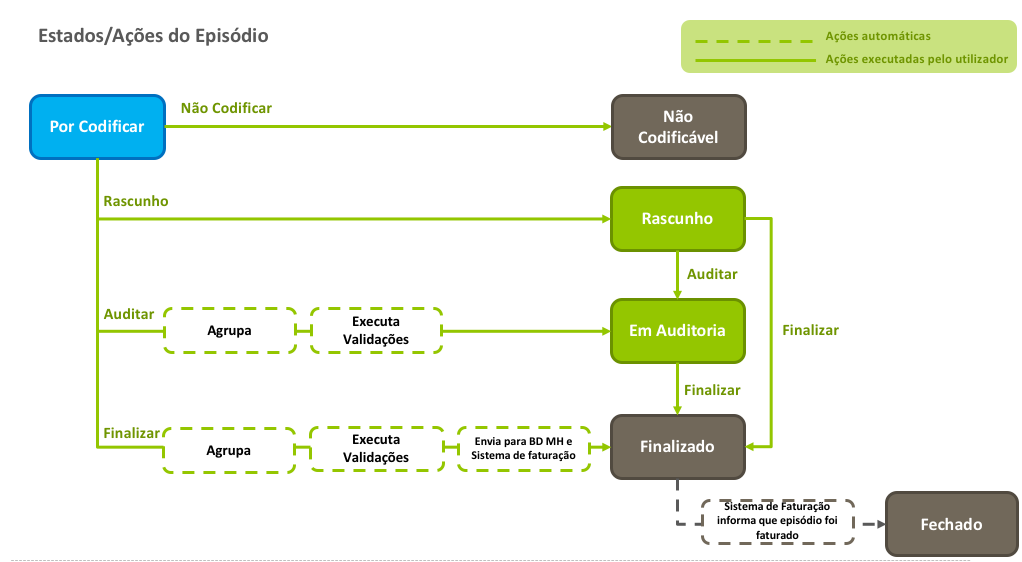 Estados/Ações do Episódio
Ações automáticas
Ações executadas pelo utilizador
Por Codificar
Não Codificar
Não
Codificável
Rascunho
Rascunho
Auditar
Auditar
Agrupa
Executa
Validações
Em Auditoria
Finalizar
Finalizar
Finalizar
Agrupa
Executa
Validações
Envia para BD MH e
Sistema de faturação
Finalizado
Sistema de Faturação
informa que episódio foi
faturado
Fechado